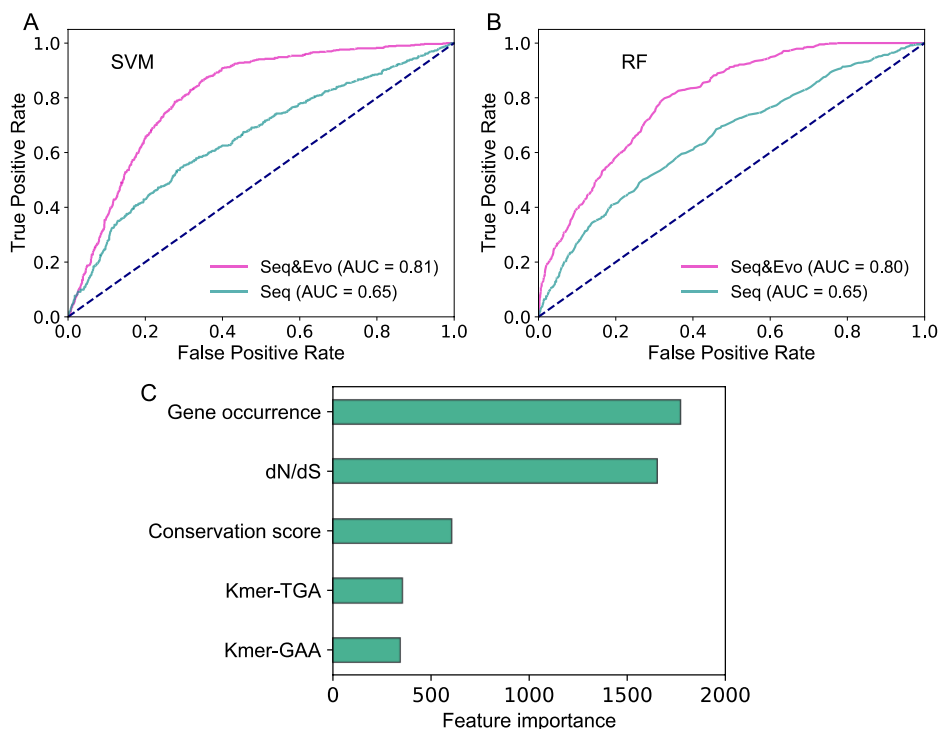 A
SVM
True Positive Rate
1.0
0.8
0.6
0.4
0.2
0.0
Seq&Evo (AUC = 0.81)
Seq (AUC = 0.65)
0.0 0.2 0.4 0.6 0.8 1.0
False Positive Rate
B
RF
True Positive Rate
1.0
0.8
0.6
0.4
0.2
0.0
Seq&Evo (AUC = 0.80)
Seq (AUC = 0.65)
0.0 0.2 0.4 0.6 0.8 1.0
False Positive Rate
C
Gene occurrence
dN/dS
Conservation score
Kmer-TGA
Kmer-GAA
0 500 1000 1500 2000
Feature importance